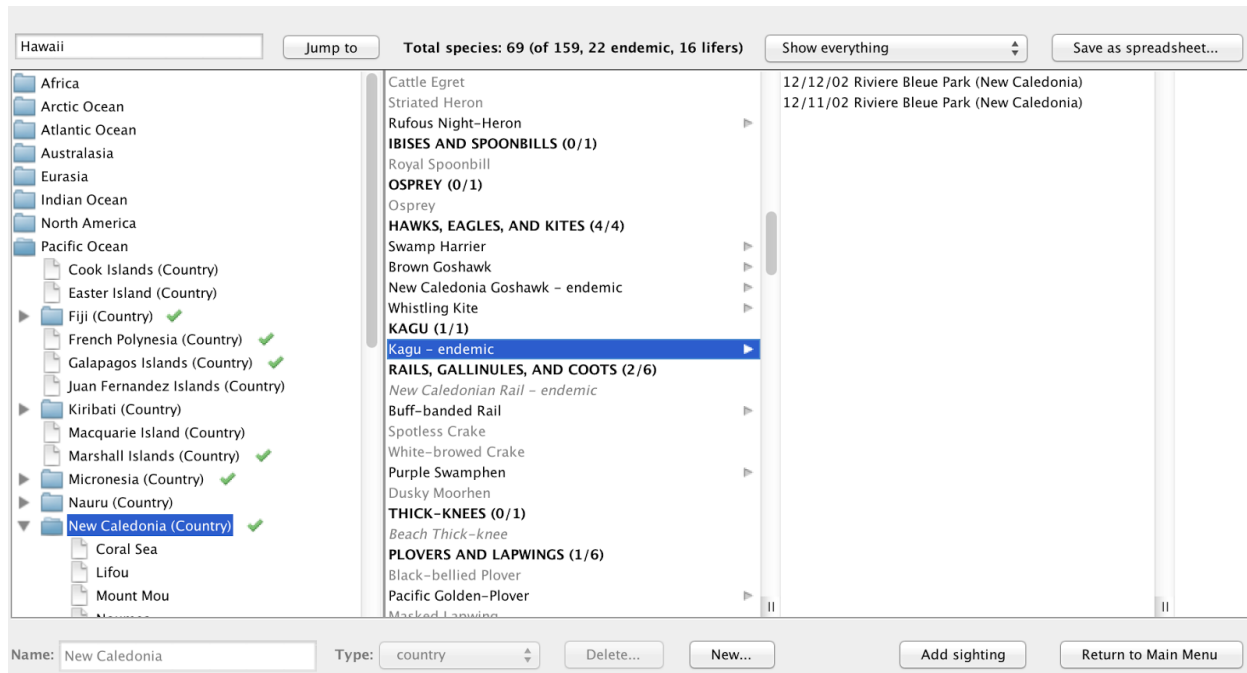 Hawaii
Jump to
Total species: 69 (of 159, 22 endemic, 16 lifers)
Show everything
Save as spreadsheet...
Africa
Arctic Ocean
Atlantic Ocean
Australasia
Eurasia
Indian Ocean
North America
Pacific Ocean
Cook Islands (Country)
Easter Island (Country)
Fiji (Country)
French Polynesia (Country)
Galapagos Islands (Country)
Juan Fernandez Islands (Country)
Kiribati (Country)
Macquarie Island (Country)
Marshall Islands (Country)
Micronesia (Country)
Nauru (Country)
New Caledonia (Country)
Coral Sea
Lifou
Mount Mou
Cattle Egret
Striated Heron
Rufous Night-Heron
IBISES AND SPOONBILLS (0/1)
Royal Spoonbill
OSPREY (0/1)
Osprey
HAWKS, EAGLES, AND KITES (4/4)
Swamp Harrier
Brown Goshawk
New Caledonia Goshawk - endemic
Whistling Kite
KAGU (1/1)
Kagu - endemic
RAILS, GALLINULES, AND COOTS (2/6)
New Caledonian Rail - endemic
Buff-banded Rail
Spotless Crake
White-browed Crake
Purple Swamphen
Dusky Moorhen
THICK-KNEES (0/1)
Beach Thick-knee
PLOVERS AND LAPWINGS (1/6)
Black-bellied Plover
Pacific Golden-Plover
Masked Lapwing
12/12/02 Riviere Bleue Park (New Caledonia)
12/11/02 Riviere Bleue Park (New Caledonia)
Name: New Caledonia
Type: country
Delete...
New...
Add sighting
Return to Main Menu